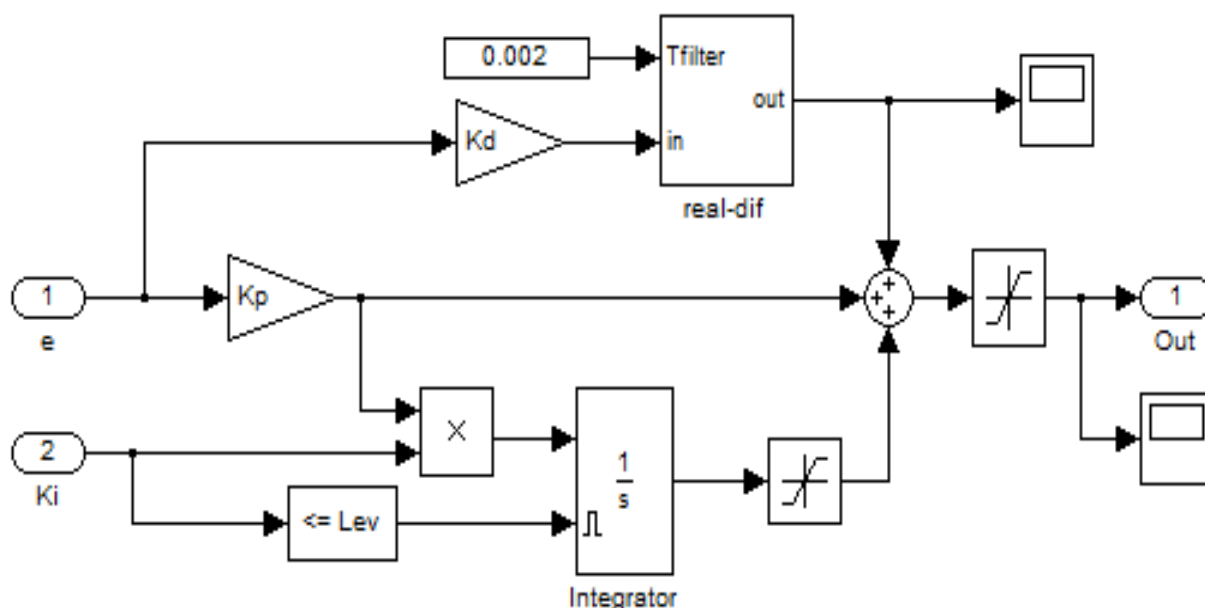 0.002
Tfilter
out
Kd
in
real-dif
1
Kp
+
+
+
1
e
Out
×
2
1
s
Ki
<= Lev
Integrator